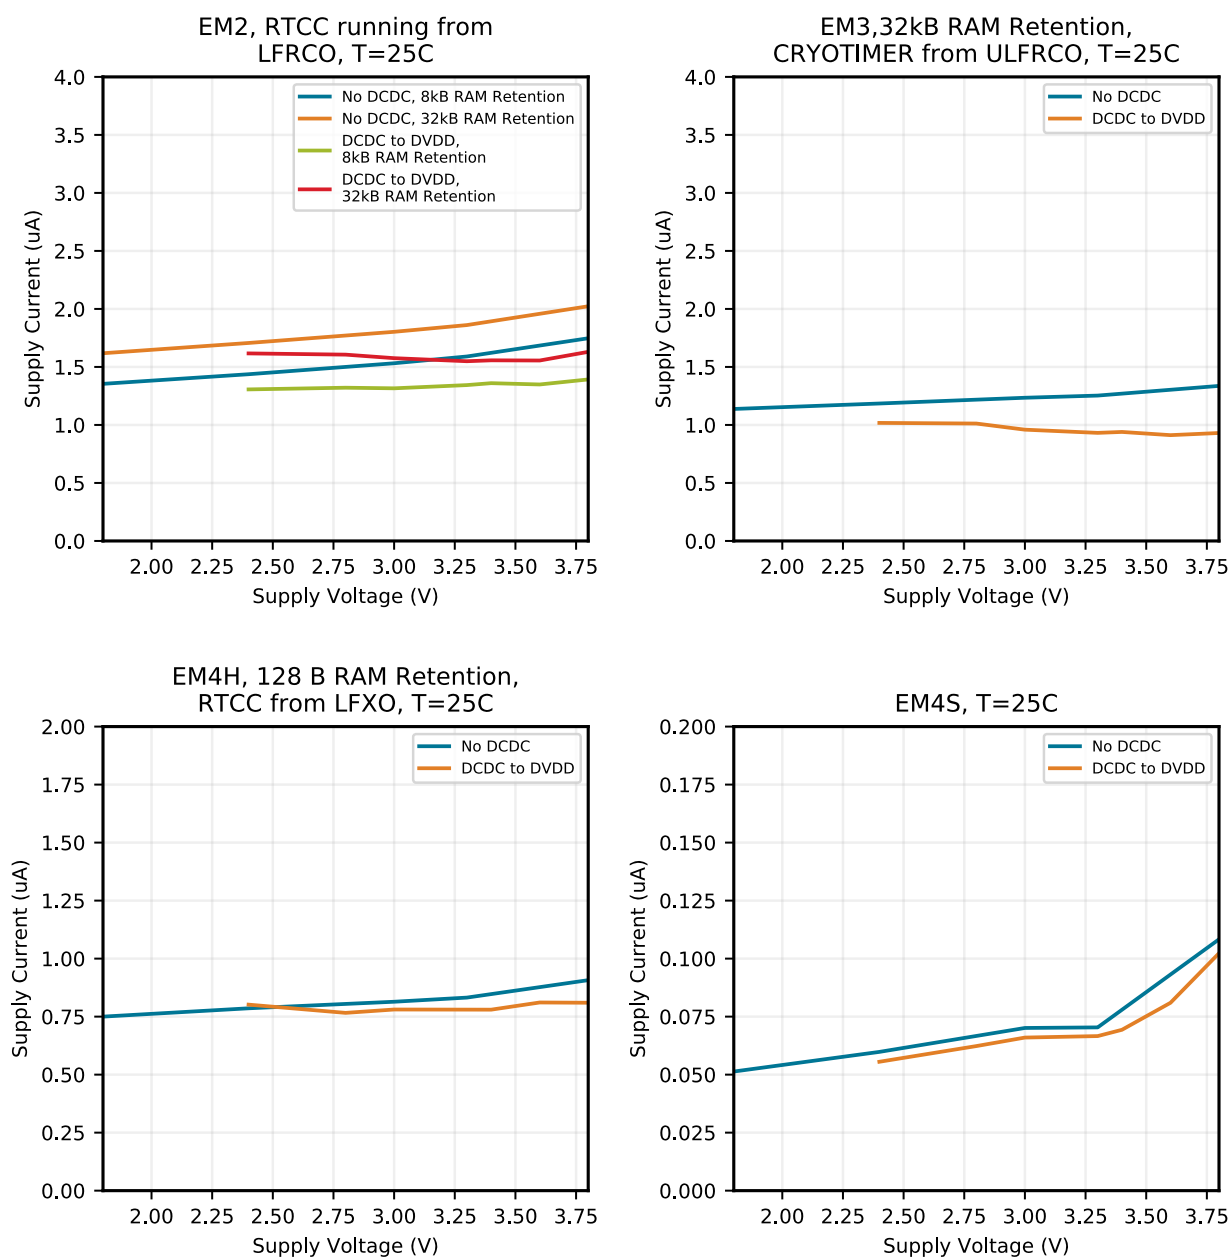 EM2, RTCC running from
LFRCO, T=25C
4.0
3.5
3.0
2.5
2.0
1.5
1.0
0.5
0.0
Supply Current (uA)
No DCDC, 8kB RAM Retention
No DCDC, 32kB RAM Retention
DCDC to DVDD,
8kB RAM Retention
DCDC to DVDD,
32kB RAM Retention
2.00 2.25 2.50 2.75 3.00 3.25 3.50 3.75
Supply Voltage (V)
EM3,32kB RAM Retention,
CRYOTIMER from ULFRCO, T=25C
4.0
3.5
3.0
2.5
2.0
1.5
1.0
0.5
0.0
Supply Current (uA)
No DCDC
DCDC to DVDD
2.00 2.25 2.50 2.75 3.00 3.25 3.50 3.75
Supply Voltage (V)
EM4H, 128 B RAM Retention,
RTCC from LFXO, T=25C
2.00
1.75
1.50
1.25
1.00
0.75
0.50
0.25
0.00
Supply Current (uA)
No DCDC
DCDC to DVDD
2.00 2.25 2.50 2.75 3.00 3.25 3.50 3.75
Supply Voltage (V)
EM4S, T=25C
0.200
0.175
0.150
0.125
0.100
0.075
0.050
0.025
0.000
Supply Current (uA)
No DCDC
DCDC to DVDD
2.00 2.25 2.50 2.75 3.00 3.25 3.50 3.75
Supply Voltage (V)